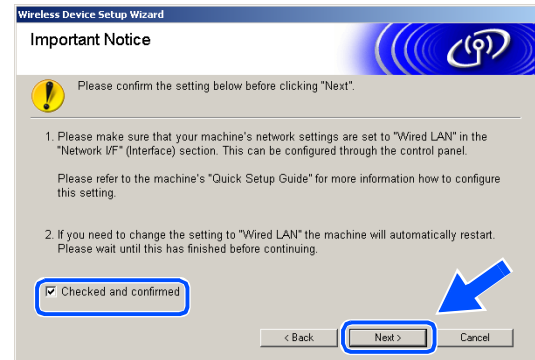 Wireless Device Setup Wizard
Important Notice
Please confirm the setting below before clicking "Next".
1. Please make sure that your machine's network settings are set to "Wired LAN" in the
"Network I/F" (Interface) section. This can be configured through the control panel.
Please refer to the machine's "Quick Setup Guide" for more information how to configure
this setting.
2. If you need to change the setting to "Wired LAN" the machine will automatically restart.
Please wait until this has finished before continuing.
Checked and confirmed
< Back
Next >
Cancel